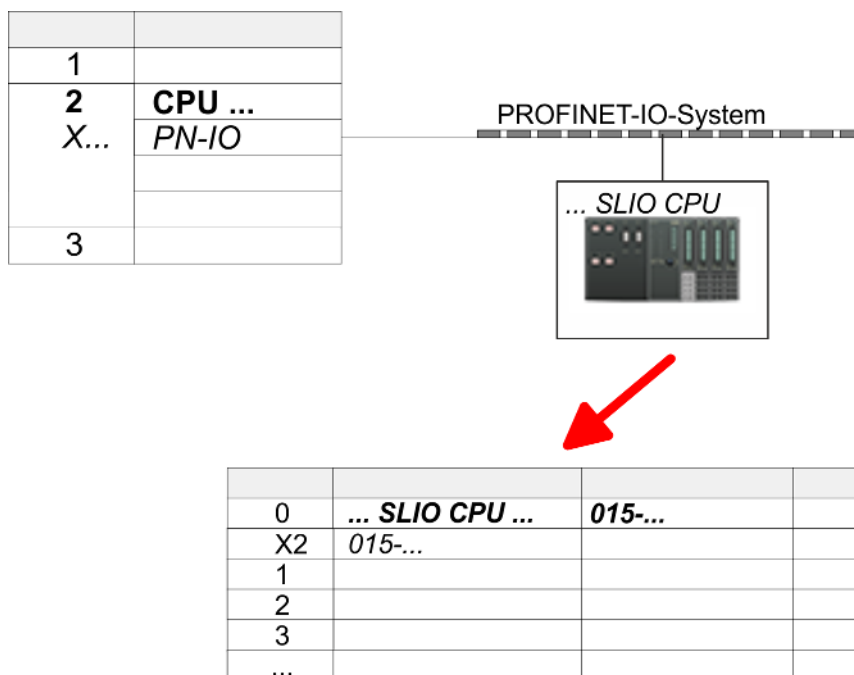 1
2 CPU ...
X... PN-IO
3
PROFINET-IO-System
... SLIO CPU
0 ... SLIO CPU ... 015-...
X2 015-...
1
2
3
...